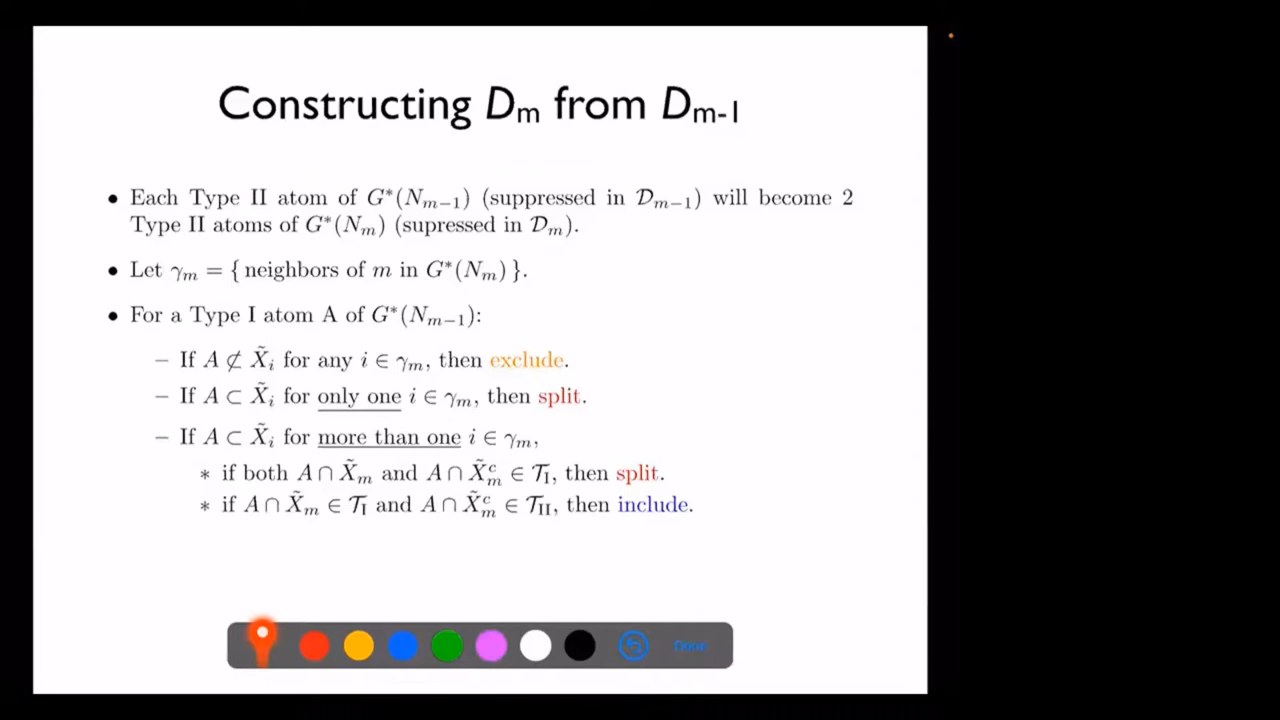 Constructing Dm from Dm-1
• Each Type II atom of G*(N_{m−1}) (suppressed in 𝒟_{m−1}) will become 2
Type II atoms of G*(N_m) (supressed in 𝒟_m).
• Let γ_m = { neighbors of m in G*(N_m) }.
• For a Type I atom A of G*(N_{m−1}):
– If A ⊄ X̃_i for any i ∈ γ_m, then exclude.
– If A ⊂ X̃_i for only one i ∈ γ_m, then split.
– If A ⊂ X̃_i for more than one i ∈ γ_m,
∗ if both A ∩ X̃_m and A ∩ X̃_m^c ∈ 𝒯_I, then split.
∗ if A ∩ X̃_m ∈ 𝒯_I and A ∩ X̃_m^c ∈ 𝒯_II, then include.
Done